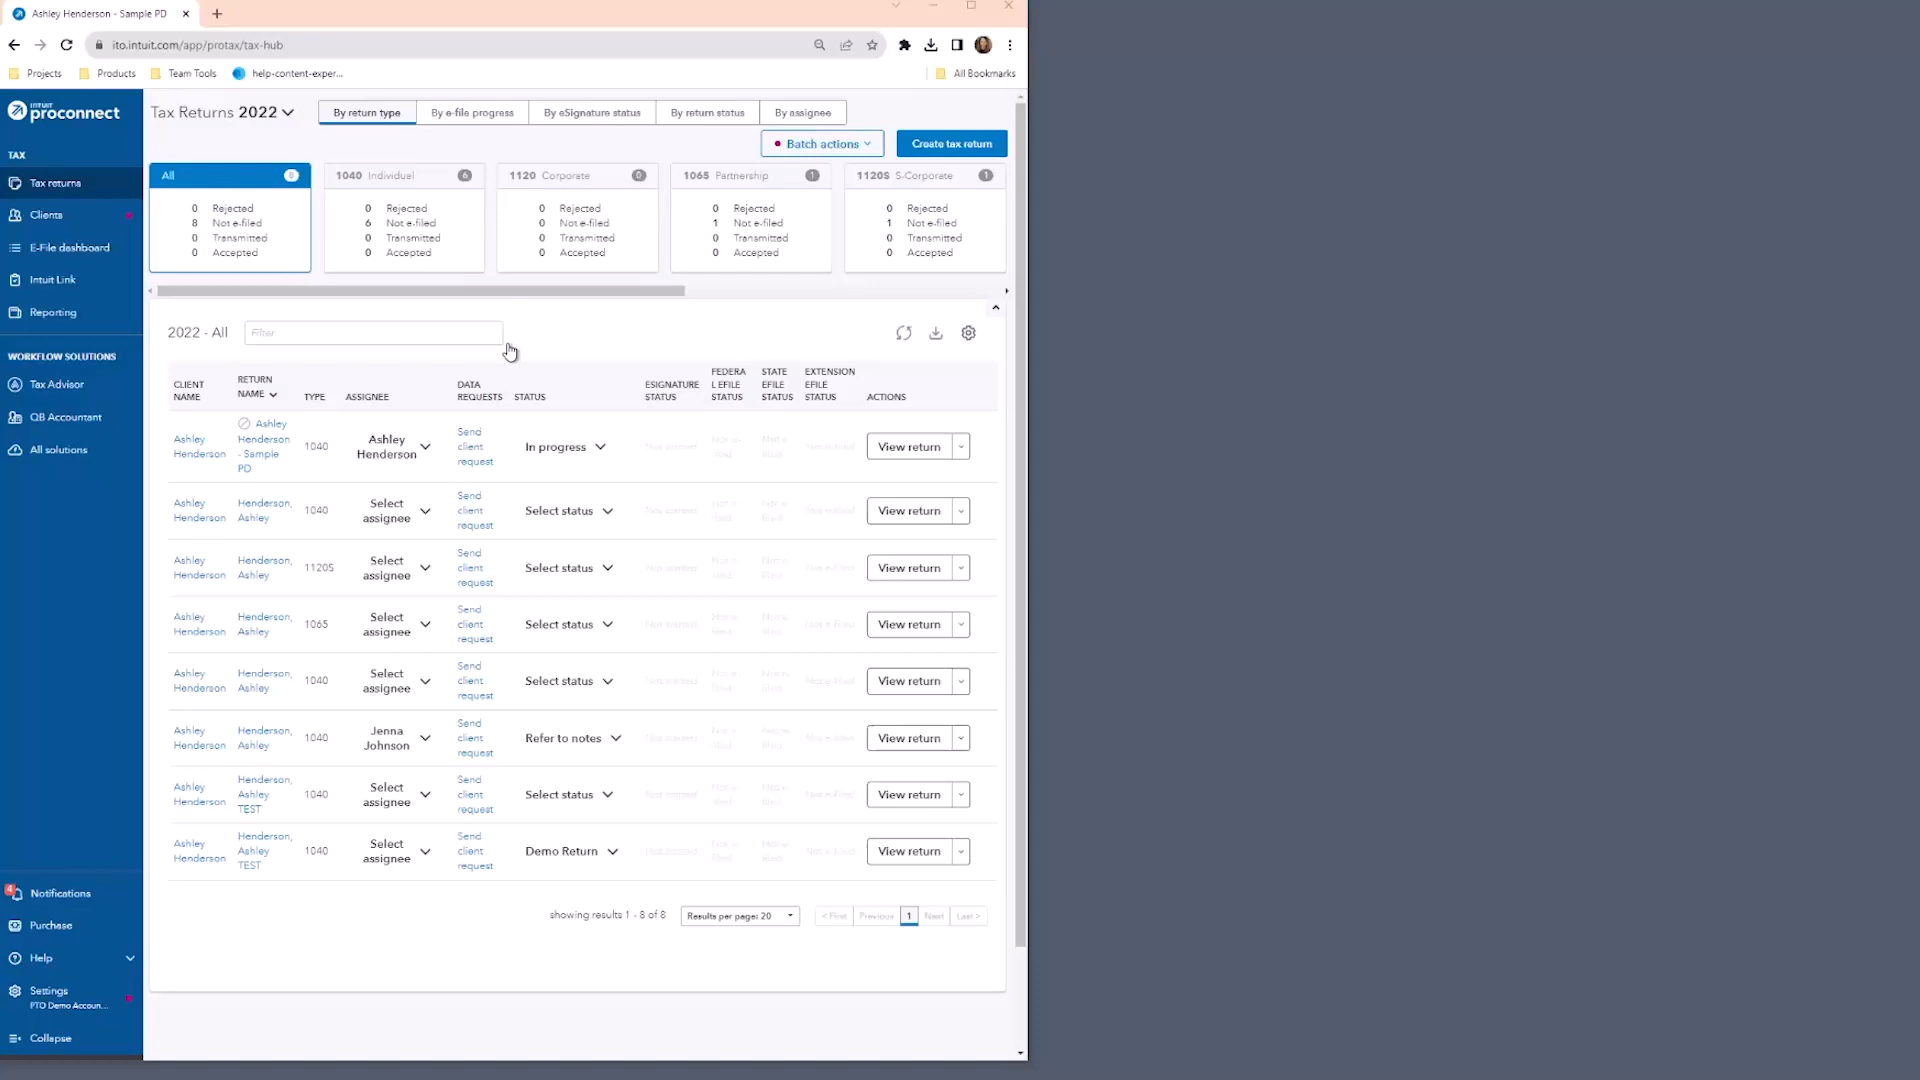 Ashley Henderson - Sample PD
ito.intuit.com/app/protax/tax-hub
Projects Products Team Tools help-content-exper... All Bookmarks
INTUIT
proconnect
TAX
Tax returns
Clients
E-File dashboard
Intuit Link
Reporting
WORKFLOW SOLUTIONS
Tax Advisor
QB Accountant
All solutions
4
Notifications
Purchase
Help
Settings
PTO Demo Accoun...
Collapse
Tax Returns 2022 By return type By e-file progress By eSignature status By return status By assignee
Batch actions Create tax return
All 8
0 Rejected
8 Not e-filed
0 Transmitted
0 Accepted
1040 Individual 6
0 Rejected
6 Not e-filed
0 Transmitted
0 Accepted
1120 Corporate 0
0 Rejected
0 Not e-filed
0 Transmitted
0 Accepted
1065 Partnership 1
0 Rejected
1 Not e-filed
0 Transmitted
0 Accepted
1120S S-Corporate 1
0 Rejected
1 Not e-filed
0 Transmitted
0 Accepted
2022 - All Filter
CLIENT
NAME
RETURN
NAME
TYPE
ASSIGNEE
DATA
REQUESTS
STATUS
ESIGNATURE
STATUS
FEDERA
L EFILE
STATUS
STATE
EFILE
STATUS
EXTENSION
EFILE
STATUS
ACTIONS
Ashley
Henderson
Ashley
Henderson
- Sample
PD
1040
Ashley
Henderson
Send
client
request
In progress
View return
Ashley
Henderson
Henderson,
Ashley
1040
Select
assignee
Send
client
request
Select status
View return
Ashley
Henderson
Henderson,
Ashley
1120S
Select
assignee
Send
client
request
Select status
View return
Ashley
Henderson
Henderson,
Ashley
1065
Select
assignee
Send
client
request
Select status
View return
Ashley
Henderson
Henderson,
Ashley
1040
Select
assignee
Send
client
request
Select status
View return
Ashley
Henderson
Henderson,
Ashley
1040
Jenna
Johnson
Send
client
request
Refer to notes
View return
Ashley
Henderson
Henderson,
Ashley
TEST
1040
Select
assignee
Send
client
request
Select status
View return
Ashley
Henderson
Henderson,
Ashley
TEST
1040
Select
assignee
Send
client
request
Demo Return
View return
showing results 1 - 8 of 8 Results per page: 20 < First Previous 1 Next Last >